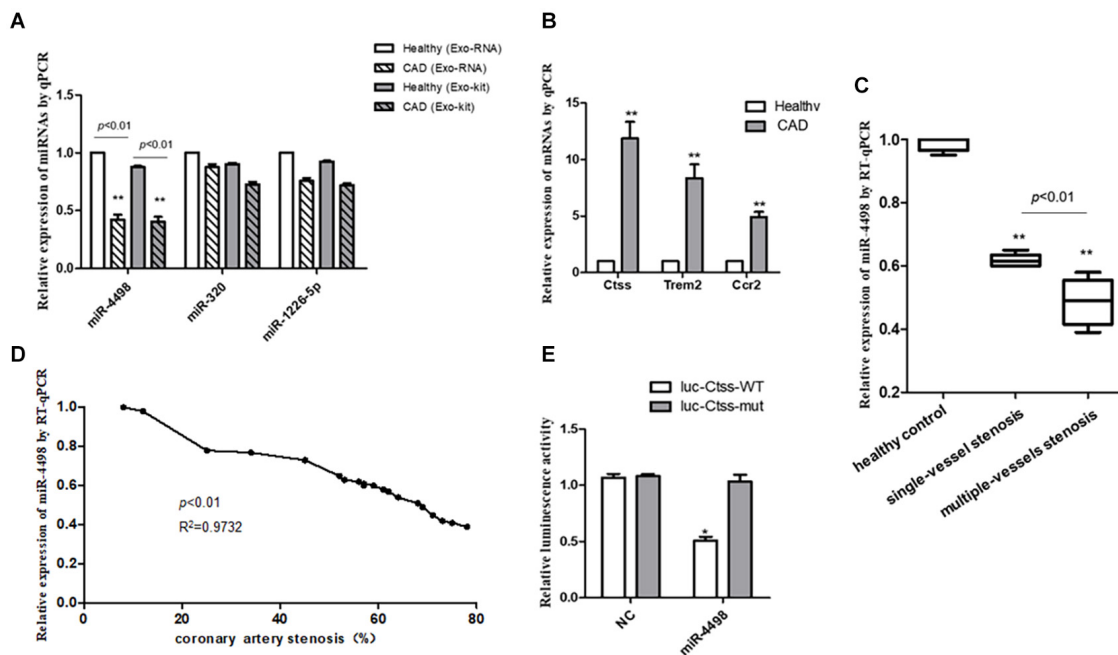 A
Relative expression of miRNAs by qPCR
Healthy (Exo-RNA)
CAD (Exo-RNA)
Healthy (Exo-kit)
CAD (Exo-kit)
1.5
1.0
0.5
0.0
p<0.01
p<0.01
**
**
miR-4498
miR-320
miR-1226-5p
B
Relative expression of mRNAs by qPCR
Healthv
CAD
15
10
5
0
**
**
**
Ctss
Trem2
Ccr2
C
Relative expression of miR-4498 by RT-qPCR
1.0
0.8
0.6
0.4
0.2
p<0.01
**
**
healthy control
single-vessel stenosis
multiple-vessels stenosis
D
Relative expression of miR-4498 by RT-qPCR
1.0
0.8
0.6
0.4
0.2
0.0
p<0.01
R²=0.9732
0
20
40
60
80
coronary artery stenosis (%)
E
Relative luminescence activity
luc-Ctss-WT
luc-Ctss-mut
1.5
1.0
0.5
0.0
*
NC
miR-4498